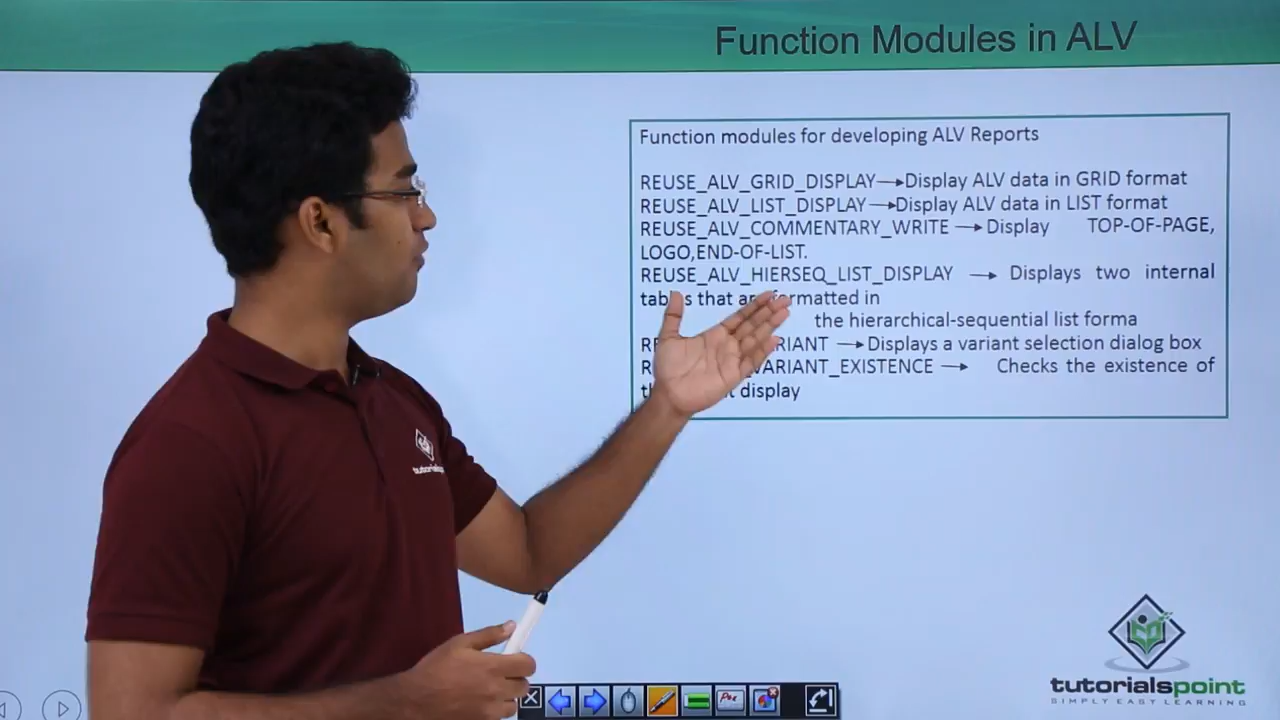 Function Modules in ALV
Function modules for developing ALV Reports
REUSE_ALV_GRID_DISPLAY→Display ALV data in GRID format
REUSE_ALV_LIST_DISPLAY→Display ALV data in LIST format
REUSE_ALV_COMMENTARY_WRITE → Display TOP-OF-PAGE,
LOGO,END-OF-LIST.
REUSE_ALV_HIERSEQ_LIST_DISPLAY → Displays two internal
that formatted in
the hierarchical-sequential list forma
→ Displays a variant selection dialog box
VARIANT_EXISTENCE → Checks the existence of
display
tutorialspoint
SIMPLY EASY LEARNING